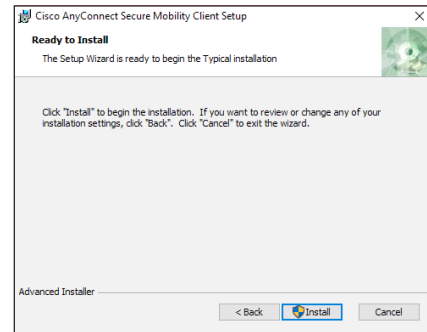 Cisco AnyConnect Secure Mobility Client Setup
Ready to Install
The Setup Wizard is ready to begin the Typical installation
Click "Install" to begin the installation. If you want to review or change any of your
installation settings, click "Back". Click "Cancel" to exit the wizard.
Advanced Installer
< Back Install Cancel